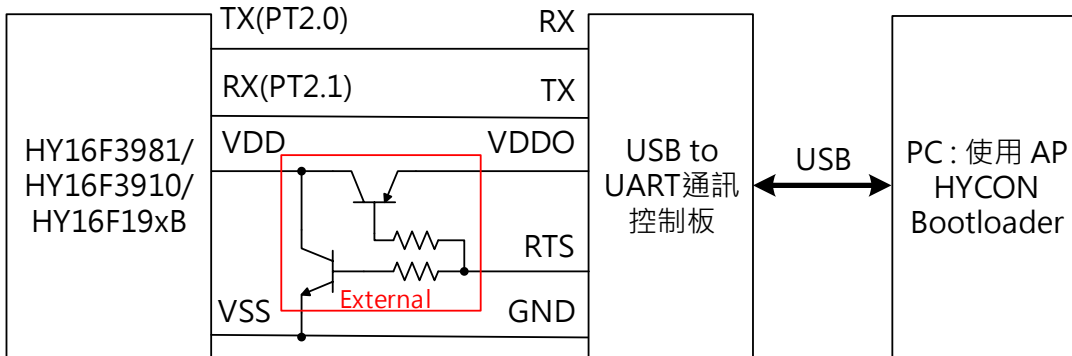 TX(PT2.0)
RX
RX(PT2.1)
TX
VDD
VDDO
HY16F3981/
HY16F3910/
HY16F19xB
USB to
UART通訊
控制板
USB
PC : 使用 AP
HYCON
Bootloader
RTS
External
VSS
GND